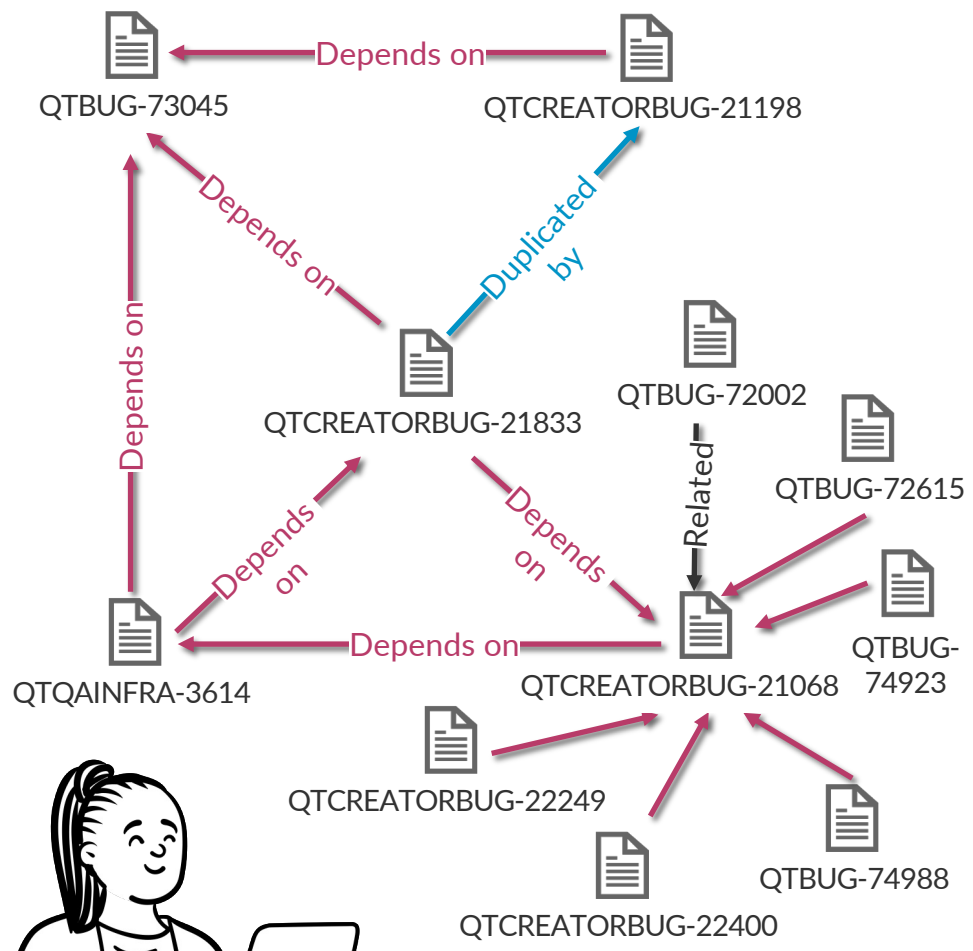 Depends on
QTBUG-73045
QTCREATORBUG-21198
Depends on
Duplicated
by
Depends on
QTBUG-72002
QTCREATORBUG-21833
Related
QTBUG-72615
Depends
on
Depends
on
QTBUG-
74923
Depends on
QTQAINFRA-3614
QTCREATORBUG-21068
QTCREATORBUG-22249
QTBUG-74988
QTCREATORBUG-22400